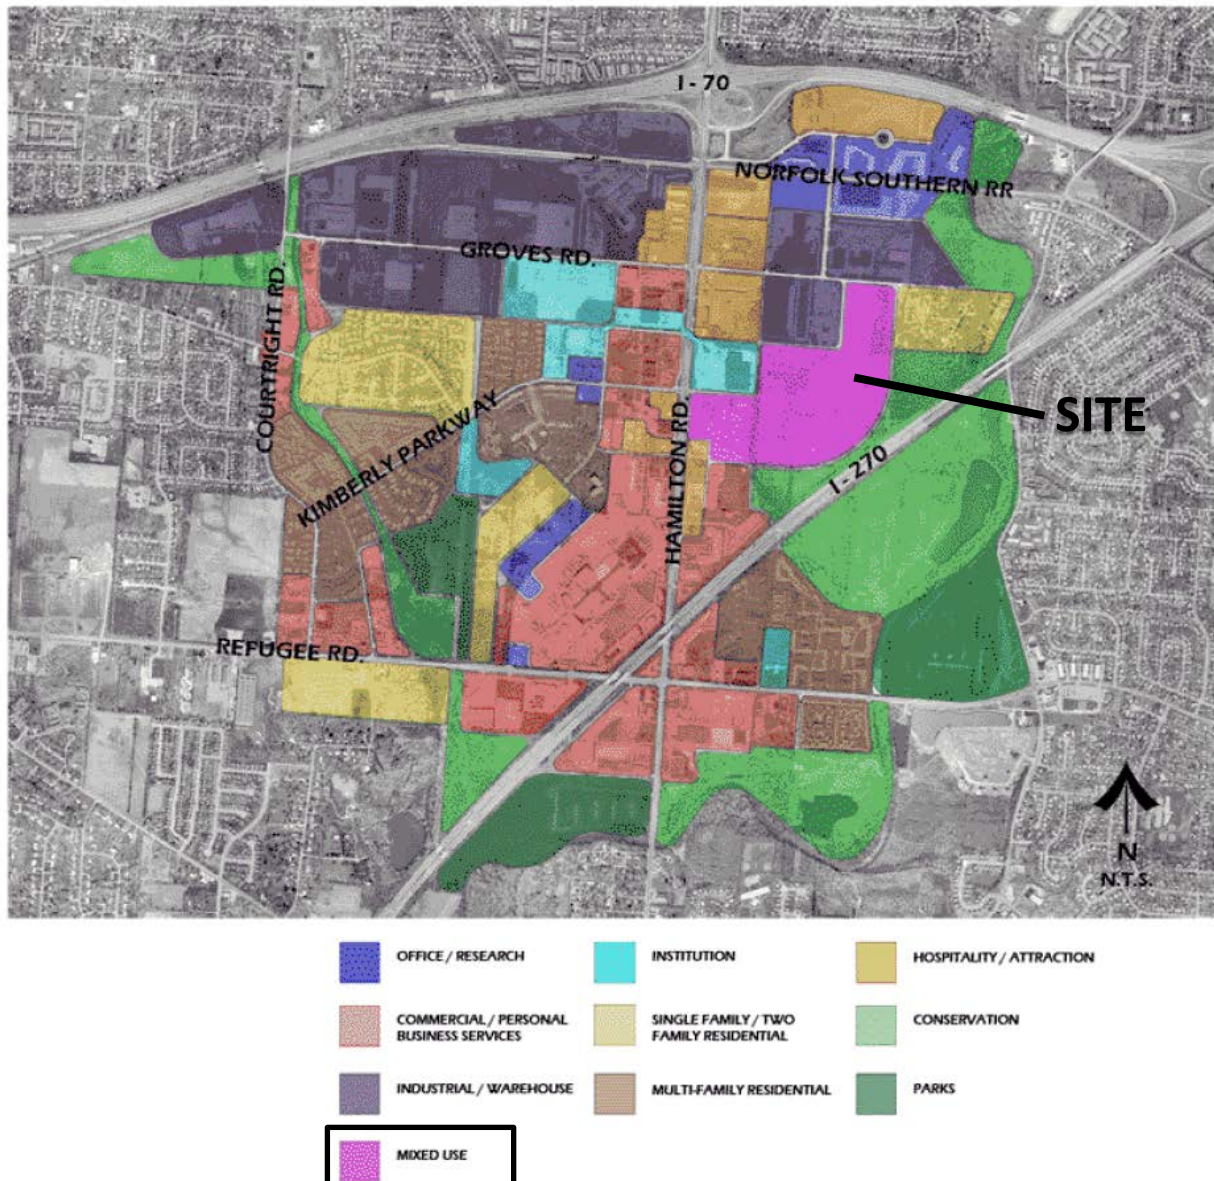 I - 70
NORFOLK SOUTHERN RR
GROVES RD.
COURTRIGHT RD.
KIMBERLY PARKWAY
HAMILTON RD.
SITE
I - 270
REFUGEE RD.
N
N.T.S.
OFFICE / RESEARCH
INSTITUTION
HOSPITALITY / ATTRACTION
COMMERCIAL / PERSONAL
BUSINESS SERVICES
SINGLE FAMILY / TWO
FAMILY RESIDENTIAL
CONSERVATION
INDUSTRIAL / WAREHOUSE
MULTI-FAMILY RESIDENTIAL
PARKS
MIXED USE